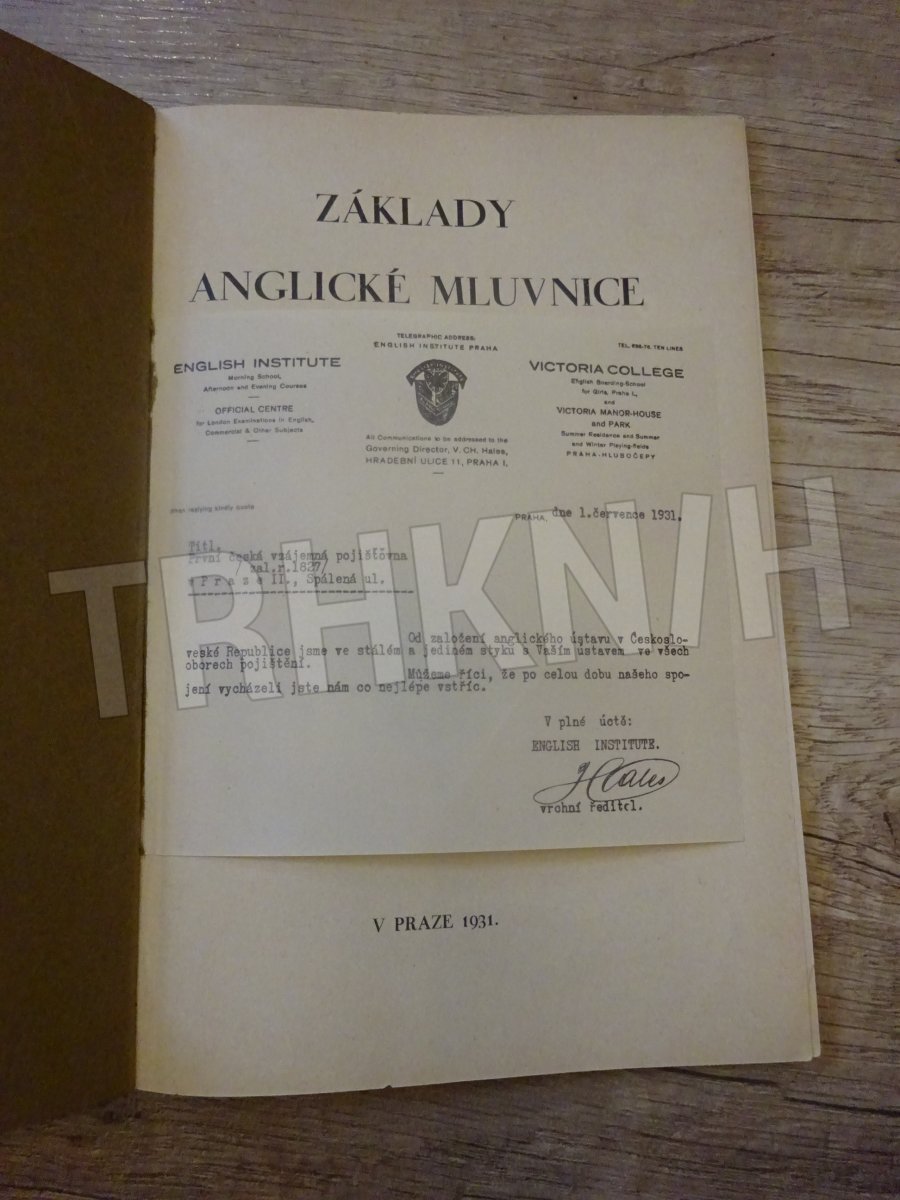 ZÁKLADY
ANGLICKÉ MLUVNICE
TELEGRAPHIC ADDRESS:
ENGLISH INSTITUTE PRAHA
TEL. 298-76. TEN LINES
ENGLISH INSTITUTE
Morning School,
Afternoon and Evening Courses
OFFICIAL CENTRE
for London Examinations in English,
Commercial & Other Subjects
All Communications to be addressed to the
Governing Director, V. CH. Hales,
HRADEBNÍ ULICE 11, PRAHA I.
VICTORIA COLLEGE
English Boarding-School
for Girls, Praha I.,
and
VICTORIA MANOR-HOUSE
and PARK
Summer Residence and Summer
and Winter Playing-fields
PRAHA-HLUBOČEPY
when replying kindly quote
PRAHA, dne 1.července 1931.
Titl.
První česká vzájemná pojišťovna
/ zal.r.1827/
v Praze II., Spálená ul.
TRHKNIH
Od založení anglického ústavu v Českoslo-
veské Republice jsme ve stálém a jediném styku s Vaším ústavem ve všech
oborech pojištění.
Můžeme říci, že po celou dobu našeho spo-
jení vycházeli jste nám co nejlépe vstříc.
V plné úctě:
ENGLISH INSTITUTE.
vrchní ředitel.
V PRAZE 1931.